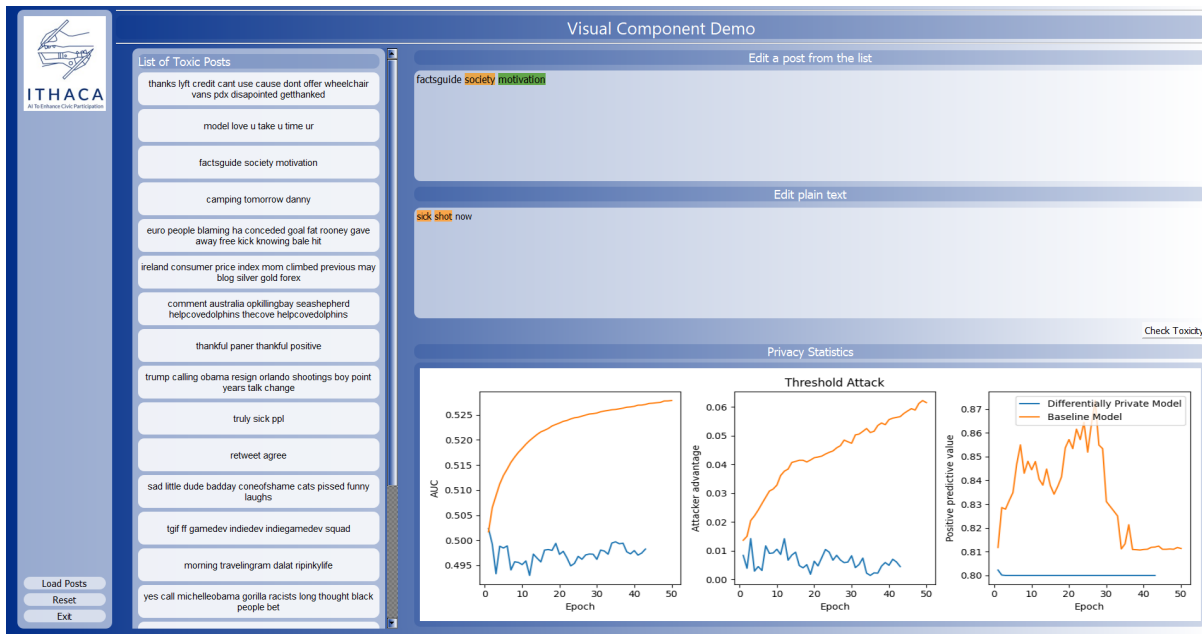 Visual Component Demo
ITHACA
AI To Enhance Civic Participation
List of Toxic Posts
thanks lyft credit cant use cause dont offer wheelchair
vans pdx disapointed getthanked
model love u take u time ur
factsguide society motivation
camping tomorrow danny
euro people blaming ha conceded goal fat rooney gave
away free kick knowing bale hit
ireland consumer price index mom climbed previous may
blog silver gold forex
comment australia opkillingbay seashepherd
helpcovedolphins thecove helpcovedolphins
thankful paner thankful positive
trump calling obama resign orlando shootings boy point
years talk change
truly sick ppl
retweet agree
sad little dude badday coneofshame cats pissed funny
laughs
tgif ff gamedev indiedev indiegamedev squad
morning travelingram dalat ripinkylife
yes call michelleobama gorilla racists long thought black
people bet
Load Posts
Reset
Exit
Edit a post from the list
factsguide society motivation
Edit plain text
sick shot now
Check Toxicity
Privacy Statistics
0.525
0.520
0.515
0.510
0.505
0.500
0.495
AUC
0 10 20 30 40 50
Epoch
Threshold Attack
0.06
0.05
0.04
0.03
0.02
0.01
0.00
Attacker advantage
0 10 20 30 40 50
Epoch
Differentially Private Model
Baseline Model
0.87
0.86
0.85
0.84
0.83
0.82
0.81
0.80
Positive predictive value
0 10 20 30 40 50
Epoch